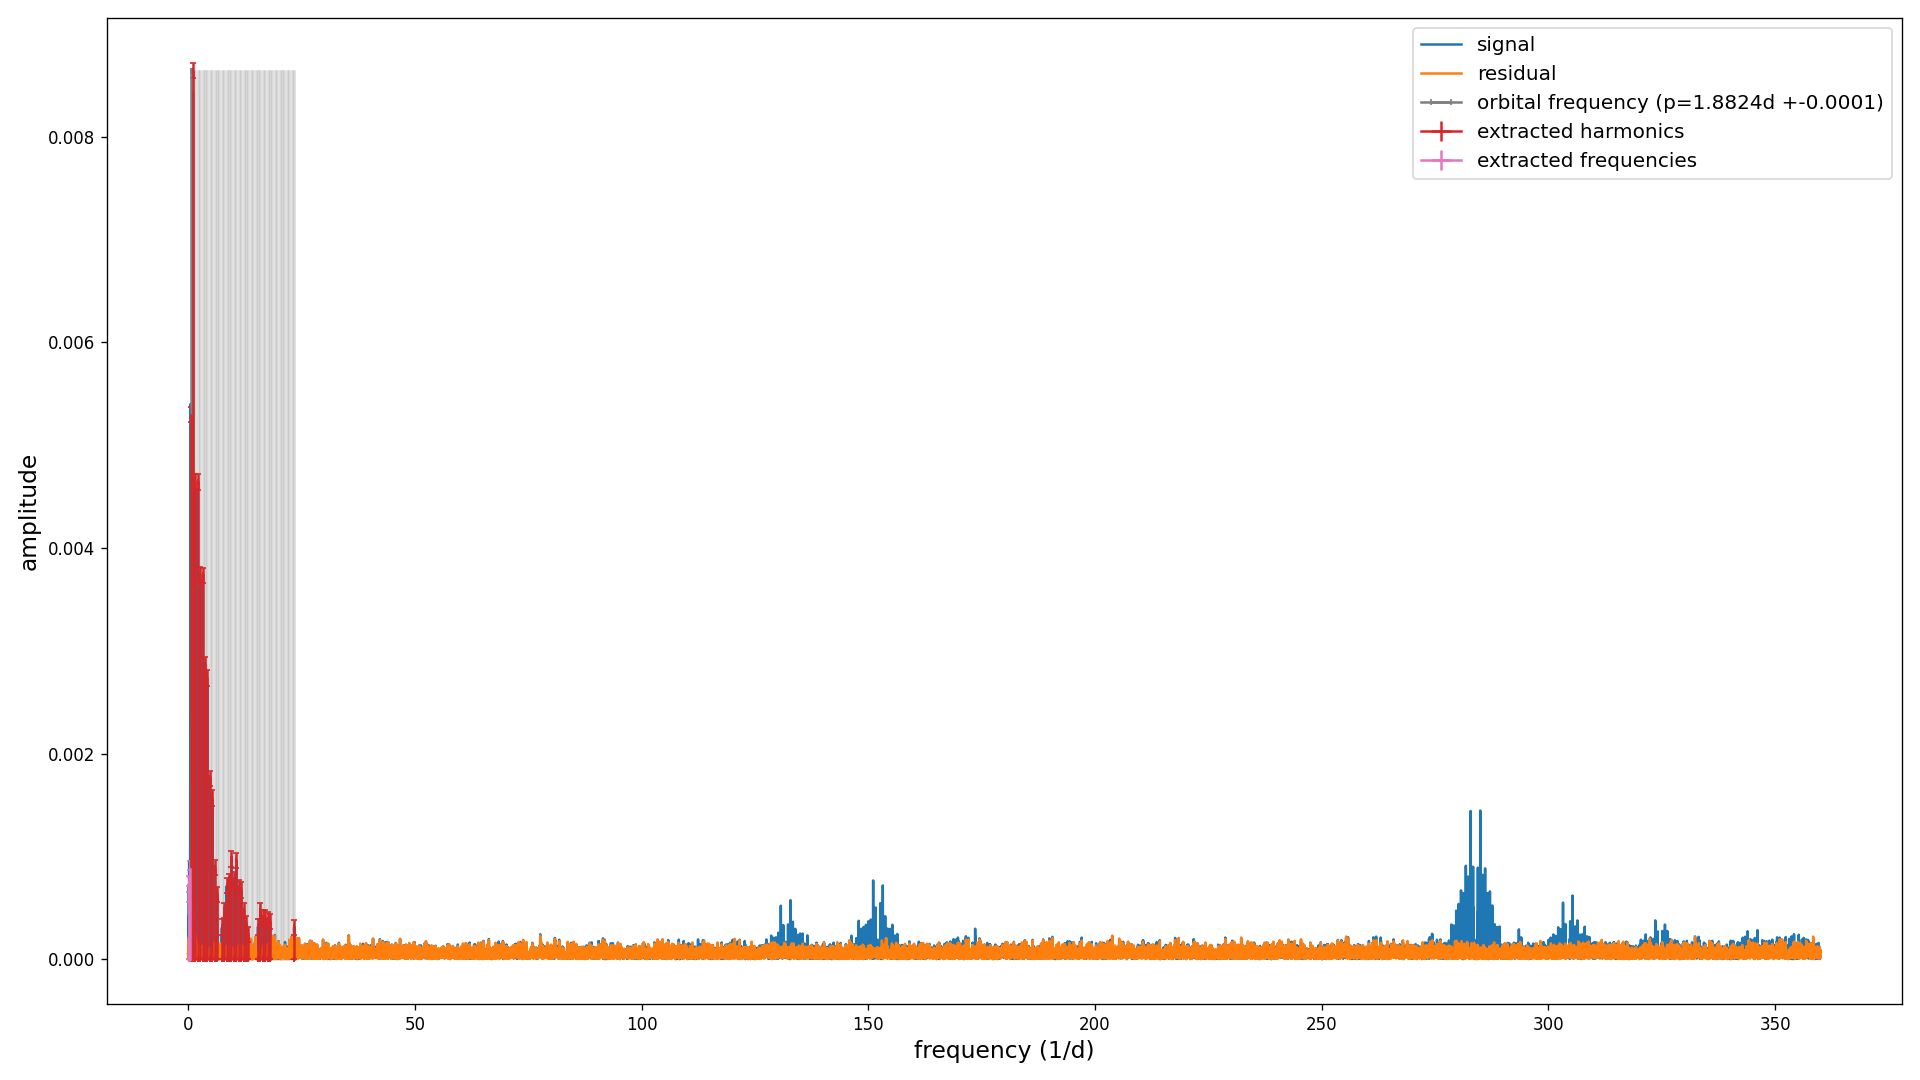 signal
residual
orbital frequency (p=1.8824d +-0.0001)
extracted harmonics
extracted frequencies
0.008
0.006
0.004
0.002
0.000
amplitude
0 50 100 150 200 250 300 350
frequency (1/d)